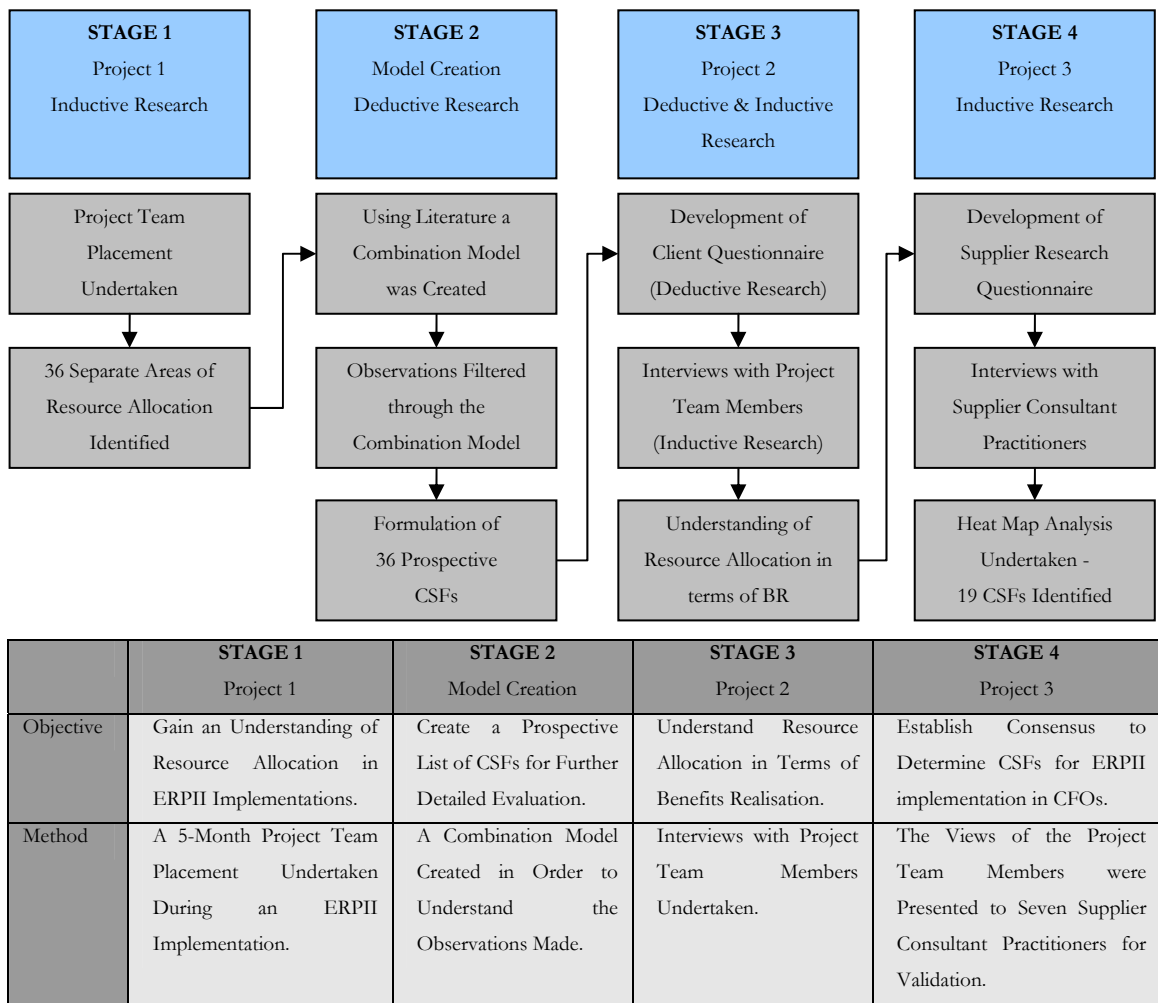 STAGE 1
Project 1
Inductive Research
STAGE 2
Model Creation
Deductive Research
STAGE 3
Project 2
Deductive & Inductive
Research
STAGE 4
Project 3
Inductive Research
Project Team
Placement
Undertaken
36 Separate Areas of
Resource Allocation
Identified
Using Literature a
Combination Model
was Created
Observations Filtered
through the
Combination Model
Formulation of
36 Prospective
CSFs
Development of
Client Questionnaire
(Deductive Research)
Interviews with Project
Team Members
(Inductive Research)
Understanding of
Resource Allocation in
terms of BR
Development of
Supplier Research
Questionnaire
Interviews with
Supplier Consultant
Practitioners
Heat Map Analysis
Undertaken -
19 CSFs Identified
STAGE 1
Project 1
STAGE 2
Model Creation
STAGE 3
Project 2
STAGE 4
Project 3
Objective
Gain an Understanding of
Resource Allocation in
ERPII Implementations.
Create a Prospective
List of CSFs for Further
Detailed Evaluation.
Understand Resource
Allocation in Terms of
Benefits Realisation.
Establish Consensus to
Determine CSFs for ERPII
implementation in CFOs.
Method
A 5-Month Project Team
Placement Undertaken
During an ERPII
Implementation.
A Combination Model
Created in Order to
Understand the
Observations Made.
Interviews with Project
Team Members
Undertaken.
The Views of the Project
Team Members were
Presented to Seven Supplier
Consultant Practitioners for
Validation.